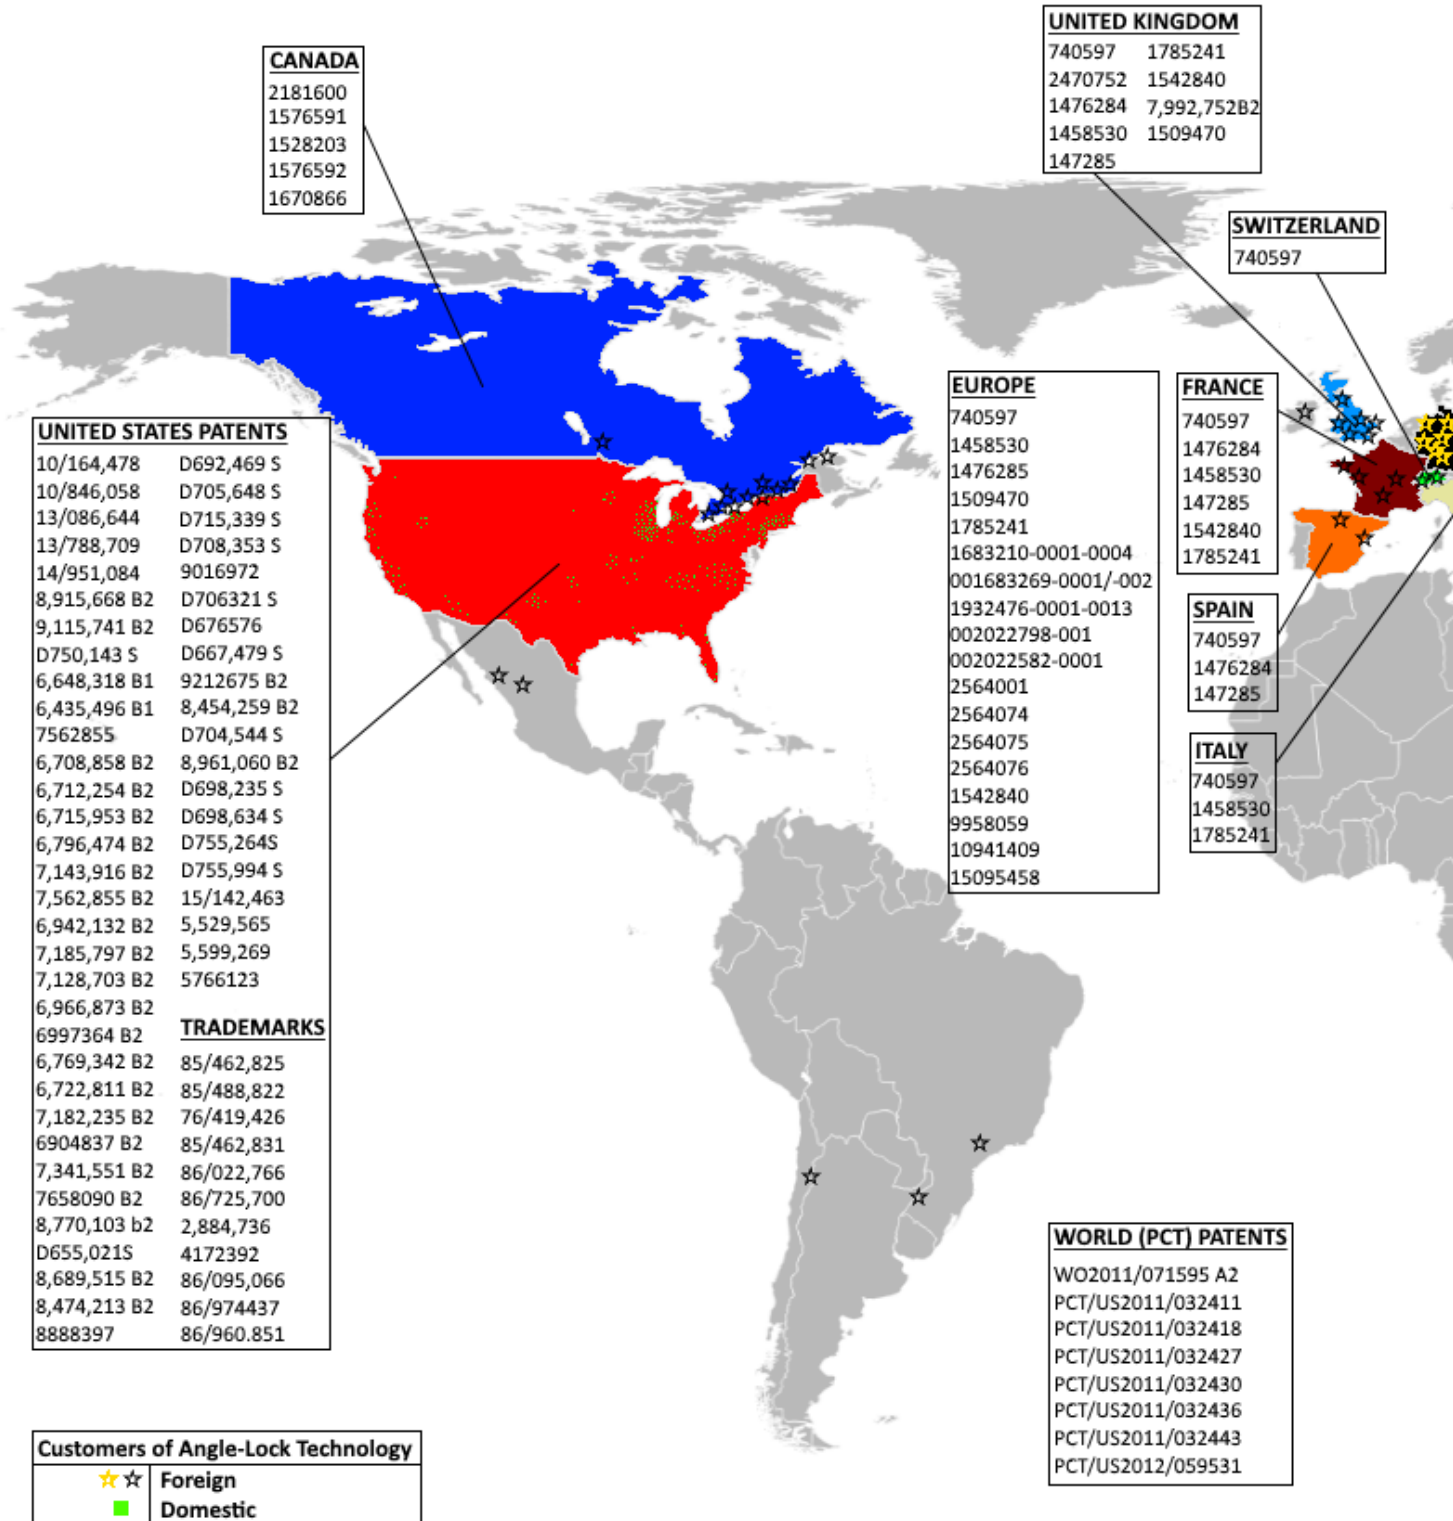 CANADA
2181600
1576591
1528203
1576592
1670866
UNITED KINGDOM
740597 1785241
2470752 1542840
1476284 7,992,752B2
1458530 1509470
147285
SWITZERLAND
740597
EUROPE
740597
1458530
1476285
1509470
1785241
1683210-0001-0004
001683269-0001/-002
1932476-0001-0013
002022798-001
002022582-0001
2564001
2564074
2564075
2564076
1542840
9958059
10941409
15095458
FRANCE
740597
1476284
1458530
147285
1542840
1785241
SPAIN
740597
1476284
147285
ITALY
740597
1458530
1785241
UNITED STATES PATENTS
10/164,478 D692,469 S
10/846,058 D705,648 S
13/086,644 D715,339 S
13/788,709 D708,353 S
14/951,084 9016972
8,915,668 B2 D706321 S
9,115,741 B2 D676576
D750,143 S D667,479 S
6,648,318 B1 9212675 B2
6,435,496 B1 8,454,259 B2
7562855 D704,544 S
6,708,858 B2 8,961,060 B2
6,712,254 B2 D698,235 S
6,715,953 B2 D698,634 S
6,796,474 B2 D755,264S
7,143,916 B2 D755,994 S
7,562,855 B2 15/142,463
6,942,132 B2 5,529,565
7,185,797 B2 5,599,269
7,128,703 B2 5766123
6,966,873 B2
6997364 B2
6,769,342 B2
6,722,811 B2
7,182,235 B2
6904837 B2
7,341,551 B2
7658090 B2
8,770,103 b2
D655,021S
8,689,515 B2
8,474,213 B2
8888397
TRADEMARKS
85/462,825
85/488,822
76/419,426
85/462,831
86/022,766
86/725,700
2,884,736
4172392
86/095,066
86/974437
86/960.851
WORLD (PCT) PATENTS
WO2011/071595 A2
PCT/US2011/032411
PCT/US2011/032418
PCT/US2011/032427
PCT/US2011/032430
PCT/US2011/032436
PCT/US2011/032443
PCT/US2012/059531
Customers of Angle-Lock Technology
Foreign
Domestic